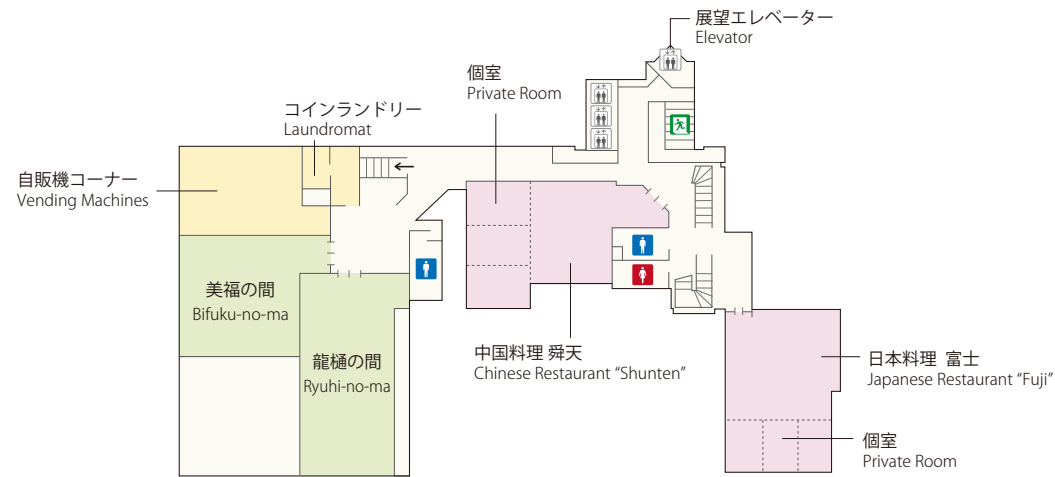 展望エレベーター
Elevator
個室
Private Room
コインランドリー
Laundromat
自販機コーナー
Vending Machines
美福の間
Bifuku-no-ma
龍樋の間
Ryuhi-no-ma
中国料理 舜天
Chinese Restaurant “Shunten”
日本料理 富士
Japanese Restaurant “Fuji”
個室
Private Room